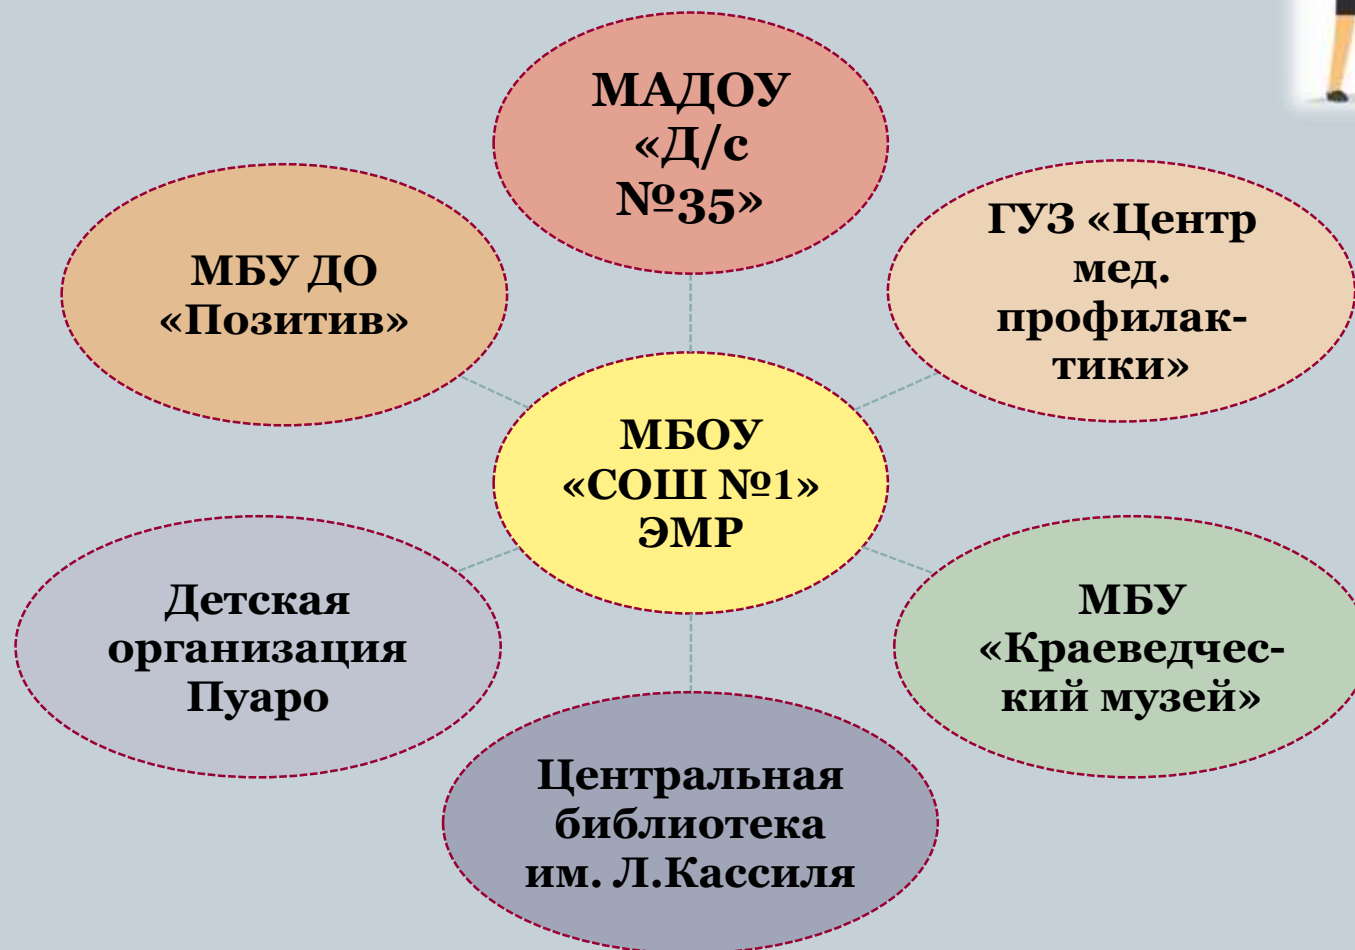 МАДОУ
«Д/с
№35»
ГУЗ «Центр
мед.
профилак-
тики»
МБУ ДО
«Позитив»
МБОУ
«СОШ №1»
ЭМР
Детская
организация
Пуаро
МБУ
«Краеведчес-
кий музей»
Центральная
библиотека
им. Л.Кассиля